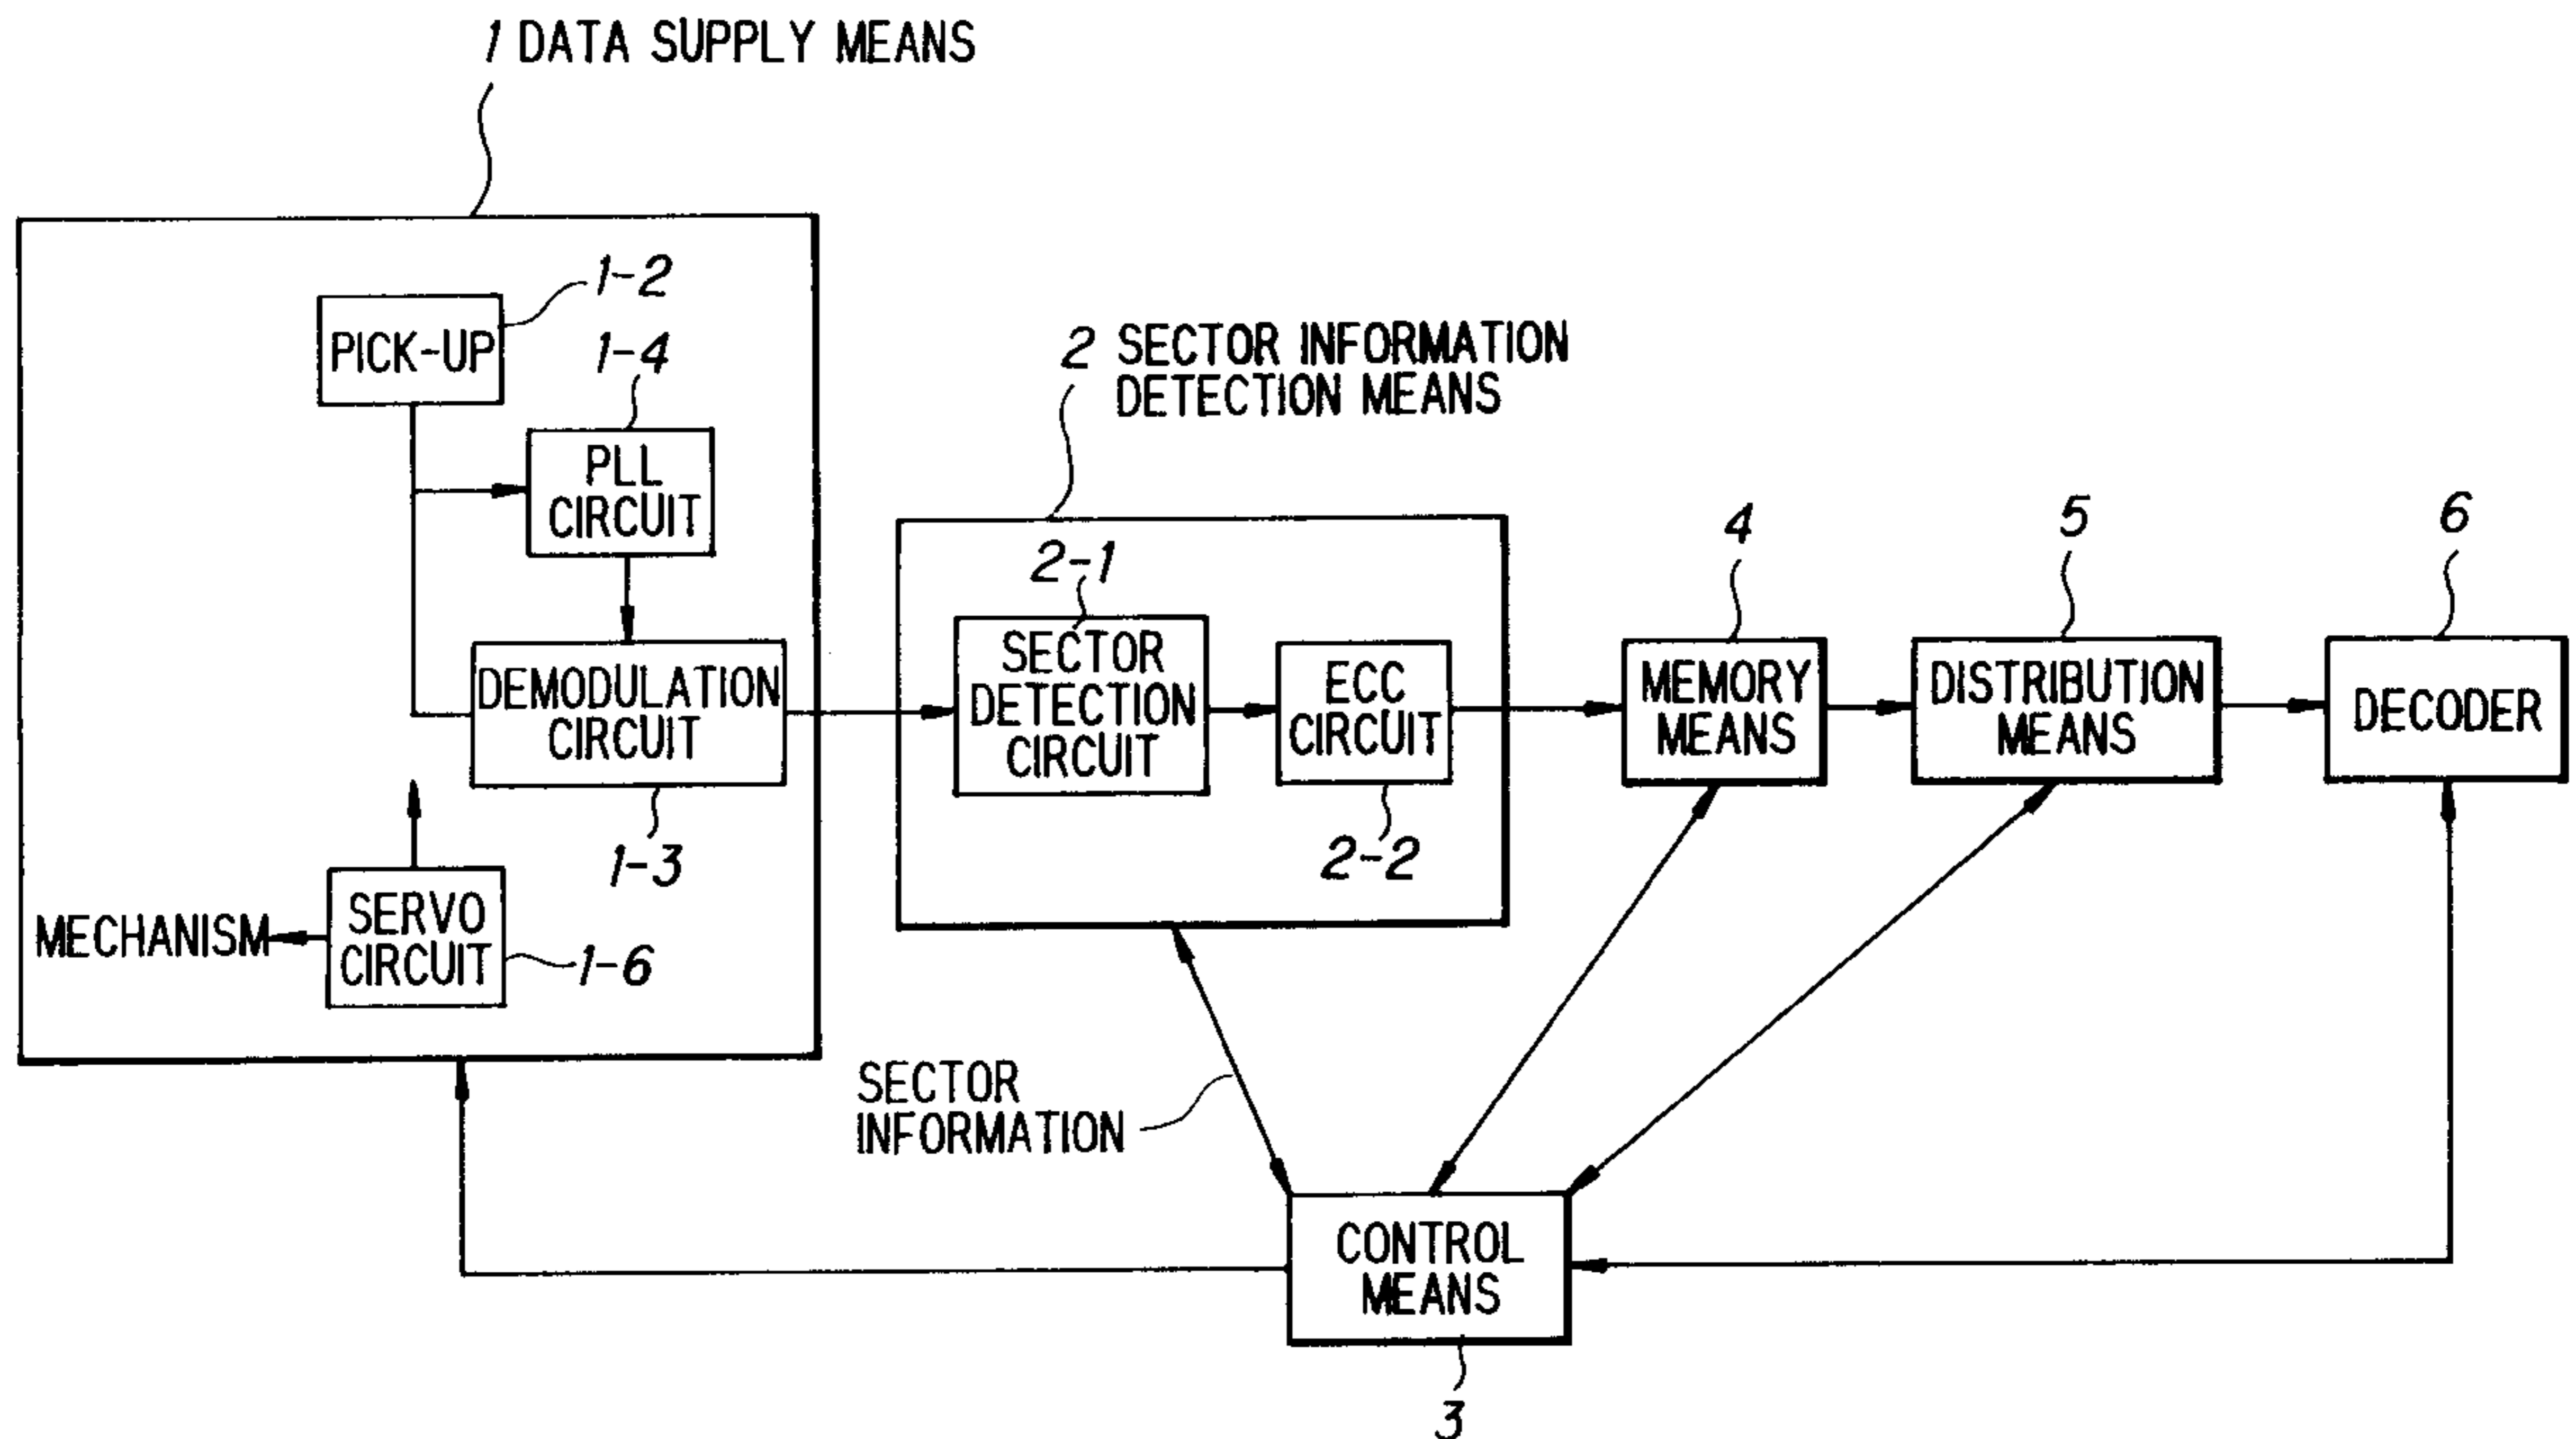 1 DATA SUPPLY MEANS
1-2
PICK-UP
1-4
PLL
CIRCUIT
DEMODULATION
CIRCUIT
1-3
MECHANISM
SERVO
CIRCUIT
1-6
2 SECTOR INFORMATION
DETECTION MEANS
2-1
SECTOR
DETECTION
CIRCUIT
ECC
CIRCUIT
2-2
4
MEMORY
MEANS
5
DISTRIBUTION
MEANS
6
DECODER
SECTOR
INFORMATION
CONTROL
MEANS
3